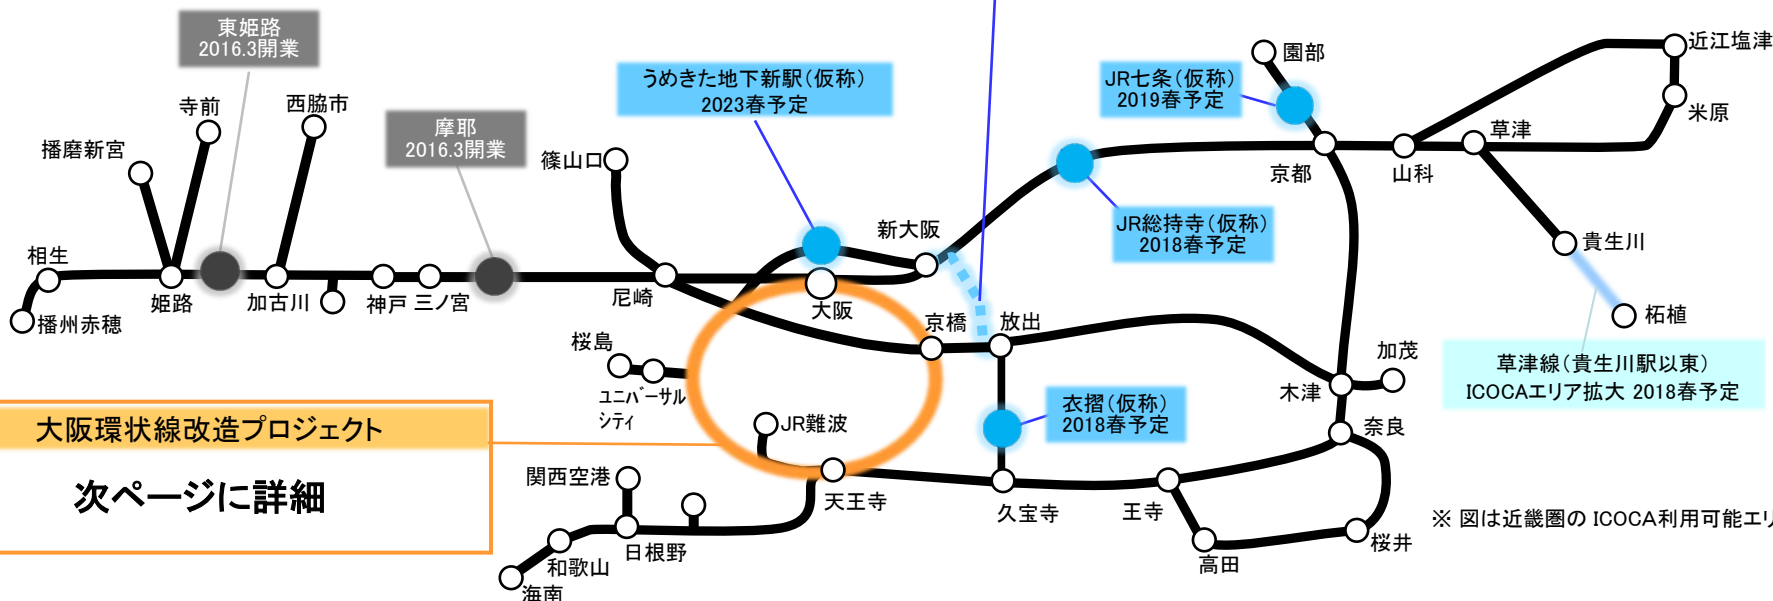 東姫路
2016.3開業
寺前
西脇市
播磨新宮
摩耶
2016.3開業
うめきた地下新駅(仮称)
2023春予定
篠山口
新大阪
園部
JR七条(仮称)
2019春予定
近江塩津
米原
草津
京都
山科
JR総持寺(仮称)
2018春予定
貴生川
柘植
相生
播州赤穂
姫路
加古川
神戸
三ノ宮
尼崎
大阪
京橋
放出
桜島
ユニバーサル
シティ
JR難波
衣摺(仮称)
2018春予定
加茂
木津
奈良
草津線(貴生川駅以東)
ICOCAエリア拡大 2018春予定
大阪環状線改造プロジェクト
次ページに詳細
関西空港
天王寺
久宝寺
王寺
高田
桜井
日根野
和歌山
海南
※ 図は近畿圏の ICOCA利用可能エリ